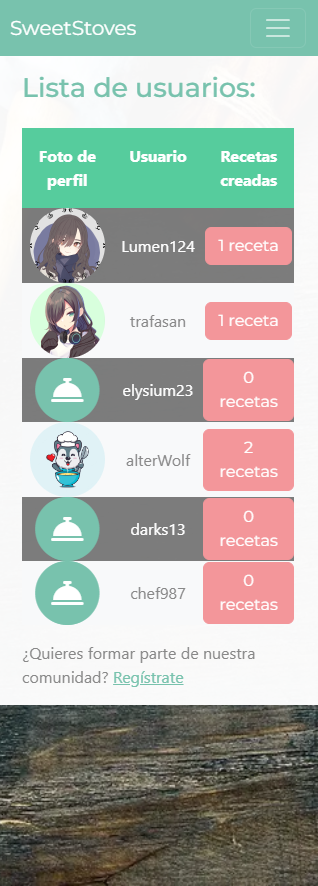 SweetStoves
Lista de usuarios:
Foto de perfil Usuario Recetas creadas
Lumen124 1 receta
trafasan 1 receta
elysium23 0 recetas
alterWolf 2 recetas
darks13 0 recetas
chef987 0 recetas
¿Quieres formar parte de nuestra
comunidad? Regístrate